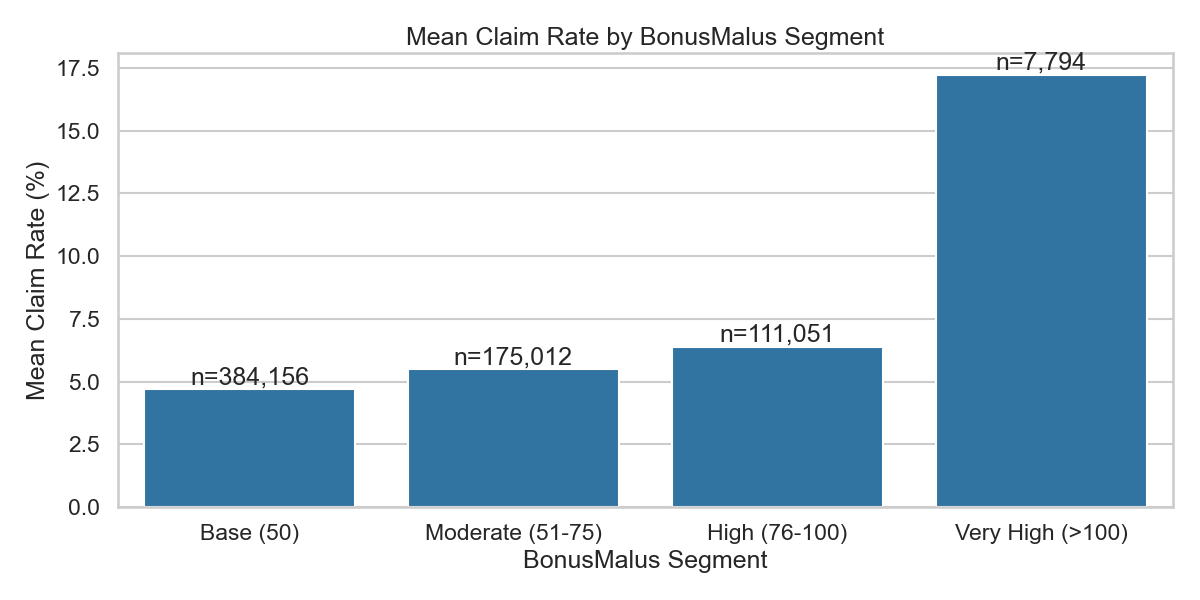 Mean Claim Rate by BonusMalus Segment
Mean Claim Rate (%)
17.5
15.0
12.5
10.0
7.5
5.0
2.5
0.0
n=384,156
n=175,012
n=111,051
n=7,794
Base (50)
Moderate (51-75)
High (76-100)
Very High (>100)
BonusMalus Segment